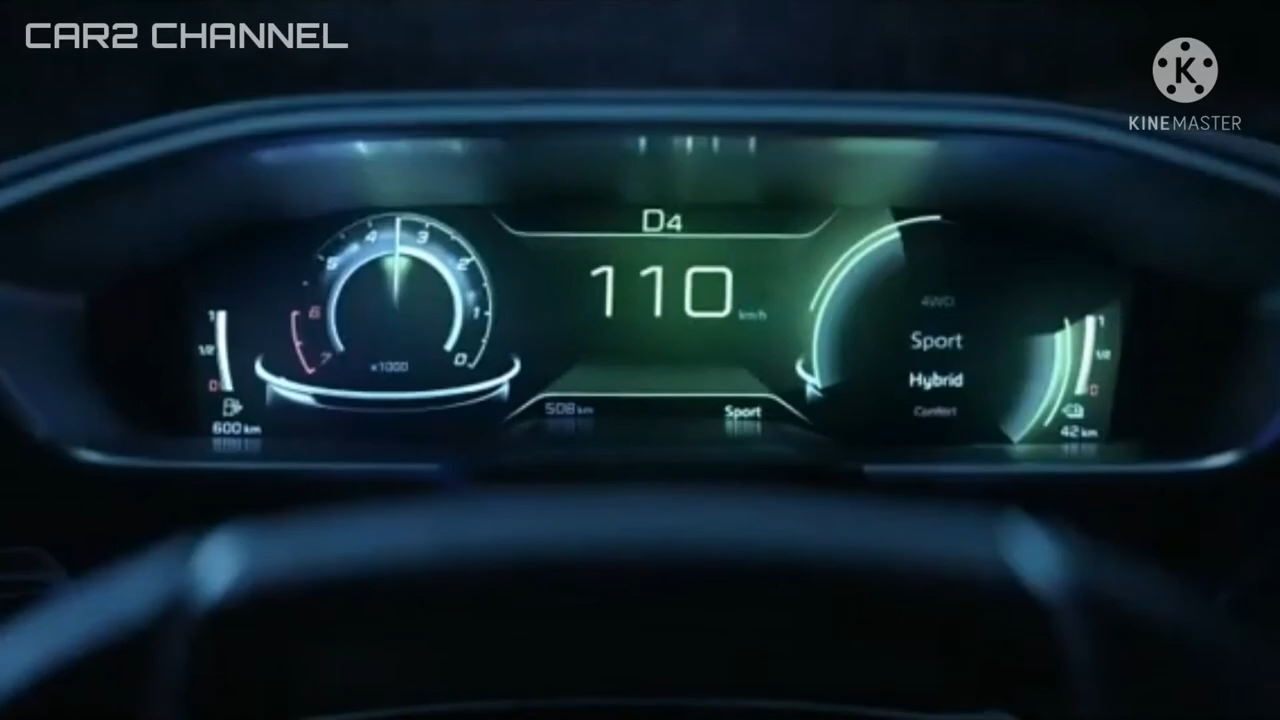 CAR2 CHANNEL
K
KINEMASTER
D4
110 km/h
4 3
5 2
6 1
7 0
x1000
1
1/2
0
600 km
508 km
Sport
4WD
Sport
Hybrid
Comfort
1
1/2
0
42 km